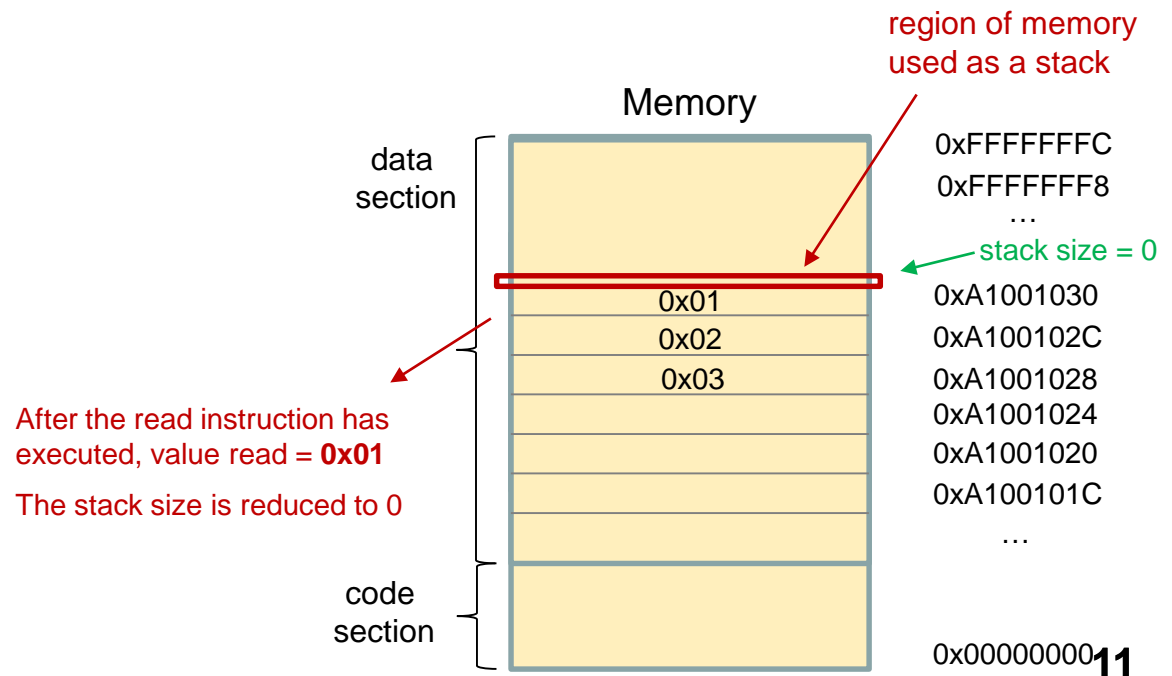 region of memory
used as a stack
Memory
data
section
0xFFFFFFFC
0xFFFFFFF8
…
stack size = 0
0x01
0xA1001030
0x02
0xA100102C
0x03
0xA1001028
0xA1001024
0xA1001020
0xA100101C
…
After the read instruction has
executed, value read = 0x01
The stack size is reduced to 0
code
section
0x00000000
11